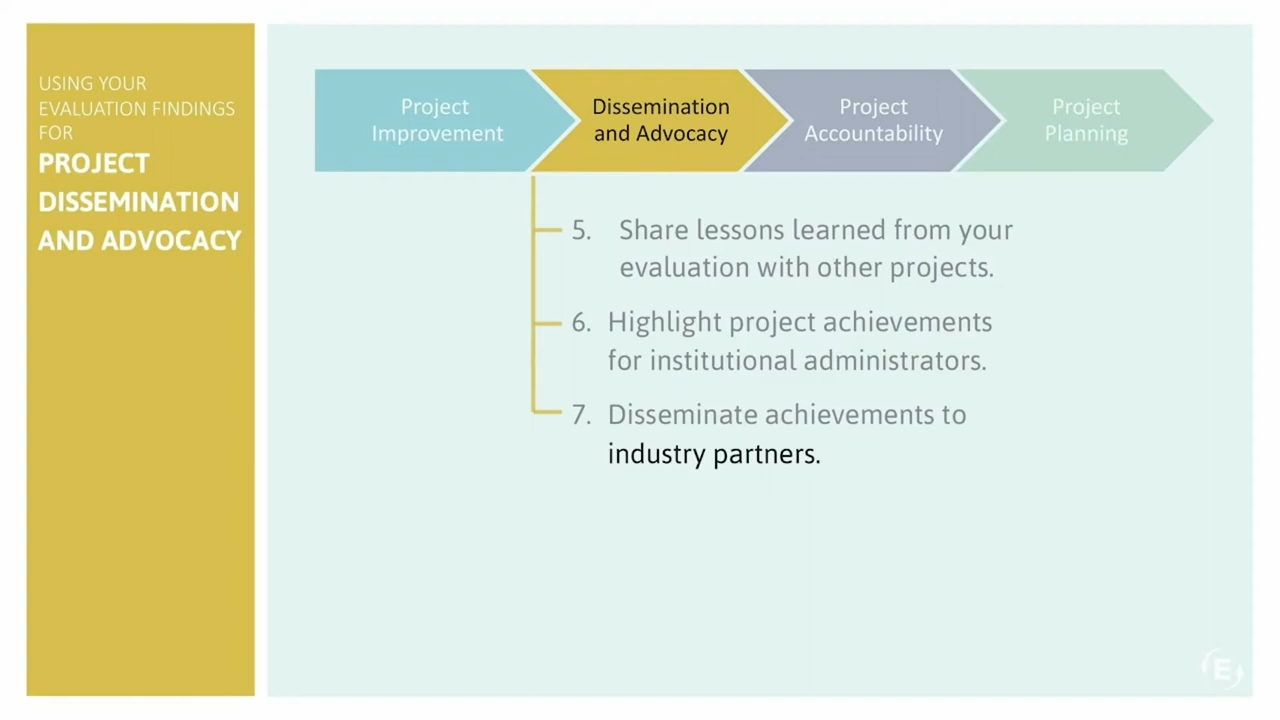 USING YOUR
EVALUATION FINDINGS
FOR
PROJECT
DISSEMINATION
AND ADVOCACY
Project
Improvement
Dissemination
and Advocacy
Project
Accountability
Project
Planning
5. Share lessons learned from your
evaluation with other projects.
6. Highlight project achievements
for institutional administrators.
7. Disseminate achievements to
industry partners.
E